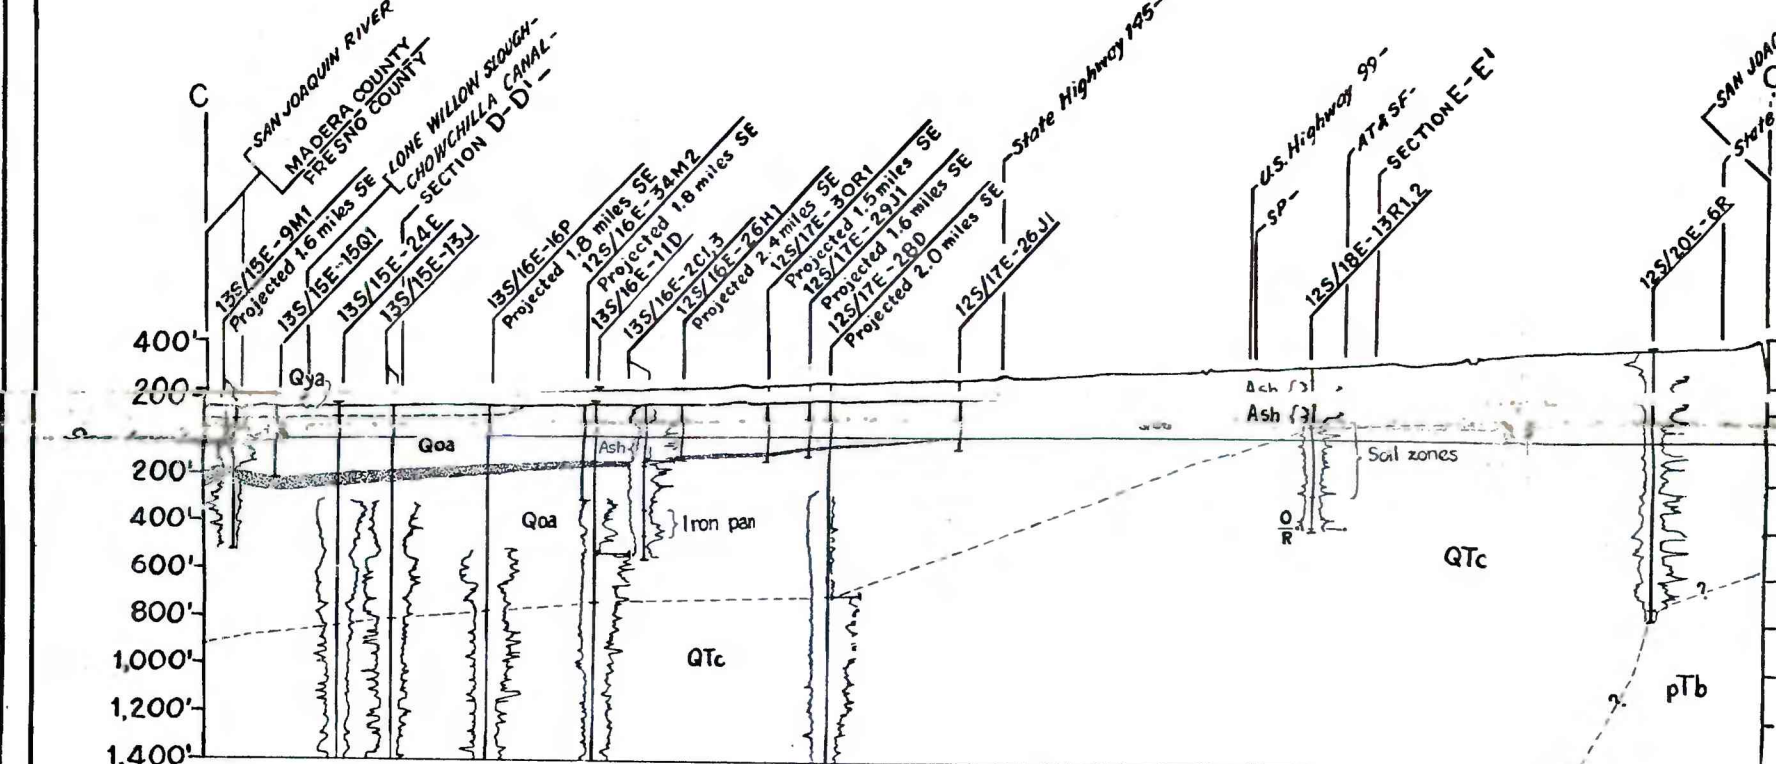 C
SAN JOAQUIN RIVER
MADERA COUNTY
FRESNO COUNTY
LONE WILLOW SLOUGH-
CHOWCHILLA CANAL-
SECTION D-D'-
13S/15E-9M1
Projected 1.6 miles SE
13S/15E-15Q1
13S/15E-24E
13S/15E-13J
13S/16E-16P
Projected 1.8 miles SE
12S/16E-34M2
Projected 1.8 miles SE
13S/16E-11D
13S/16E-2C1,3
12S/16E-26H1
Projected 2.4 miles SE
12S/17E-30R1
Projected 1.5 miles SE
12S/17E-29J1
Projected 1.6 miles SE
12S/17E-28D
Projected 2.0 miles SE
12S/17E-26J1
State Highway 145-
U.S. Highway 99-
SP-
AT&SF-
SECTION E-E'
12S/18E-13R1,2
12S/20E-6R
SAN JOAQ
State
C
400'
200'
200'
400'
600'
800'
1,000'
1,200'
1,400'
Qya
Qoa
Ash
Qoa
Iron pan
QTc
Ash {?}
Ash {?}
Soil zones
O
R
QTc
?
?
pTb